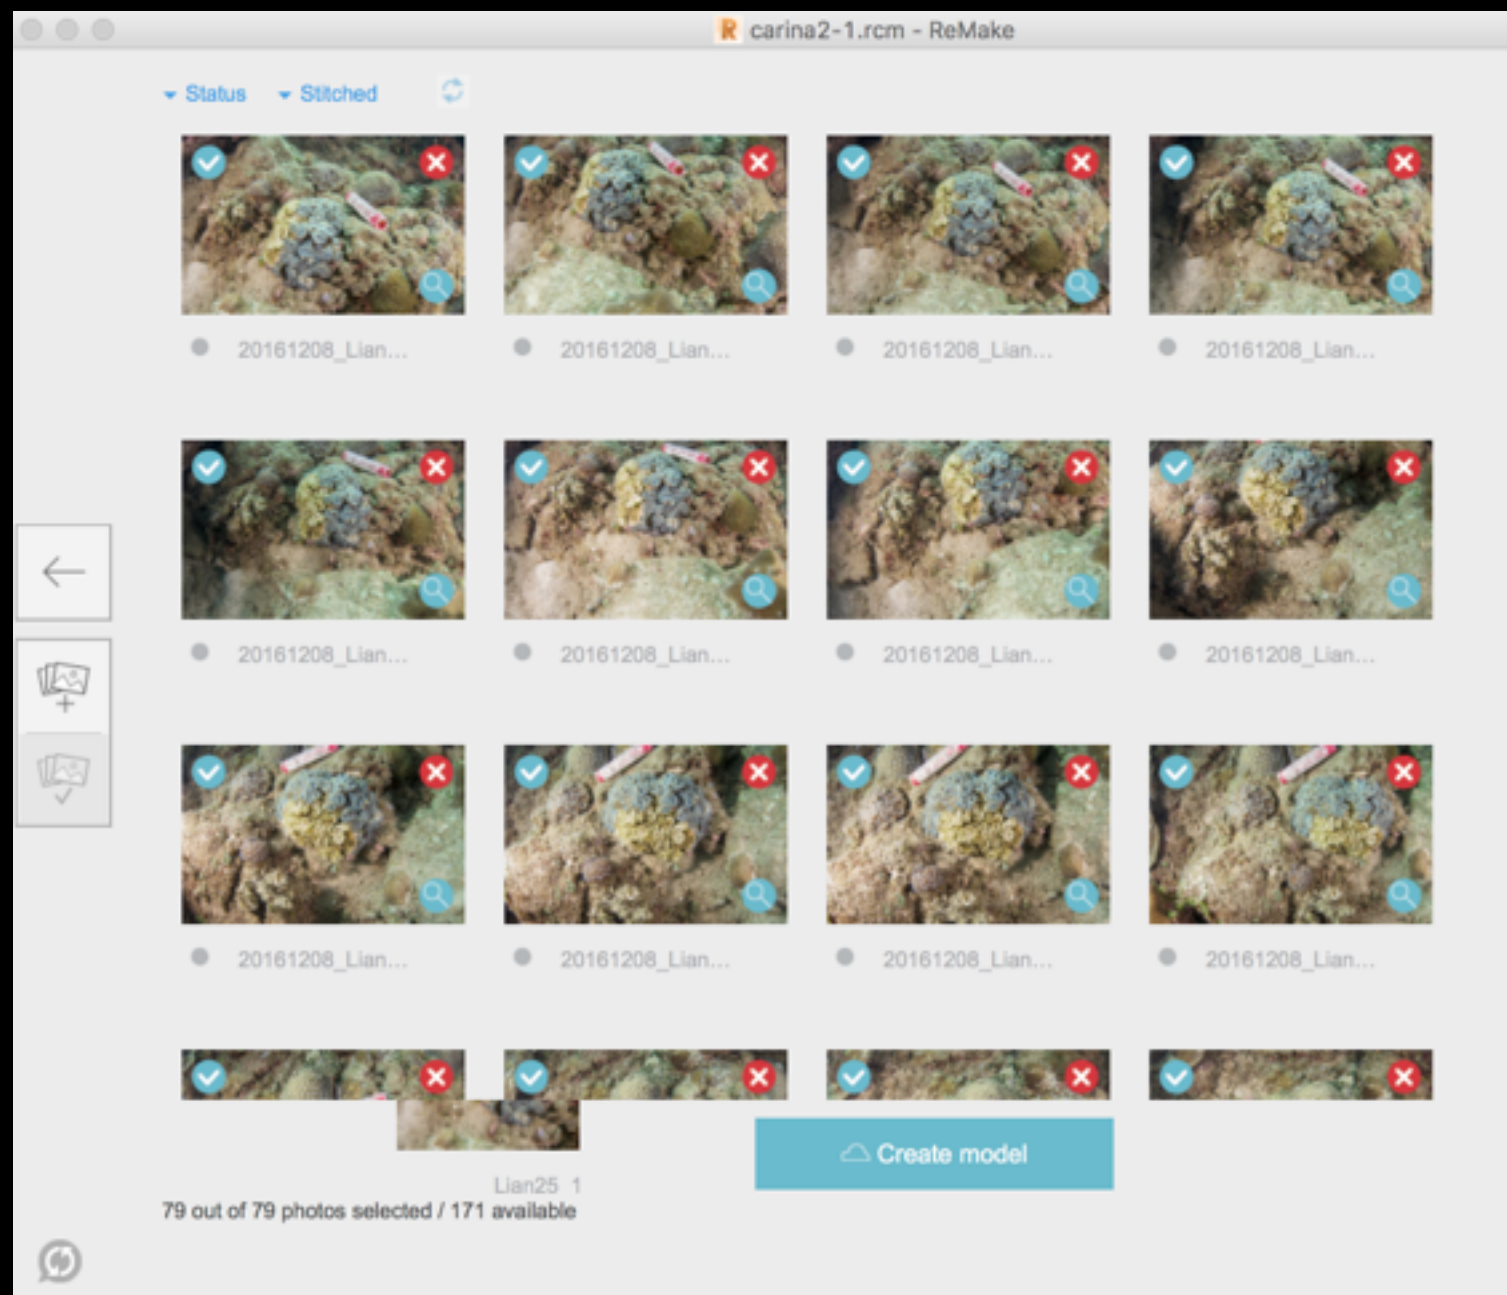 carina2-1.rcm - ReMake
Status Stitched
20161208_Lian... 20161208_Lian... 20161208_Lian... 20161208_Lian...
20161208_Lian... 20161208_Lian... 20161208_Lian... 20161208_Lian...
20161208_Lian... 20161208_Lian... 20161208_Lian... 20161208_Lian...
Create model
Lian25 1
79 out of 79 photos selected / 171 available